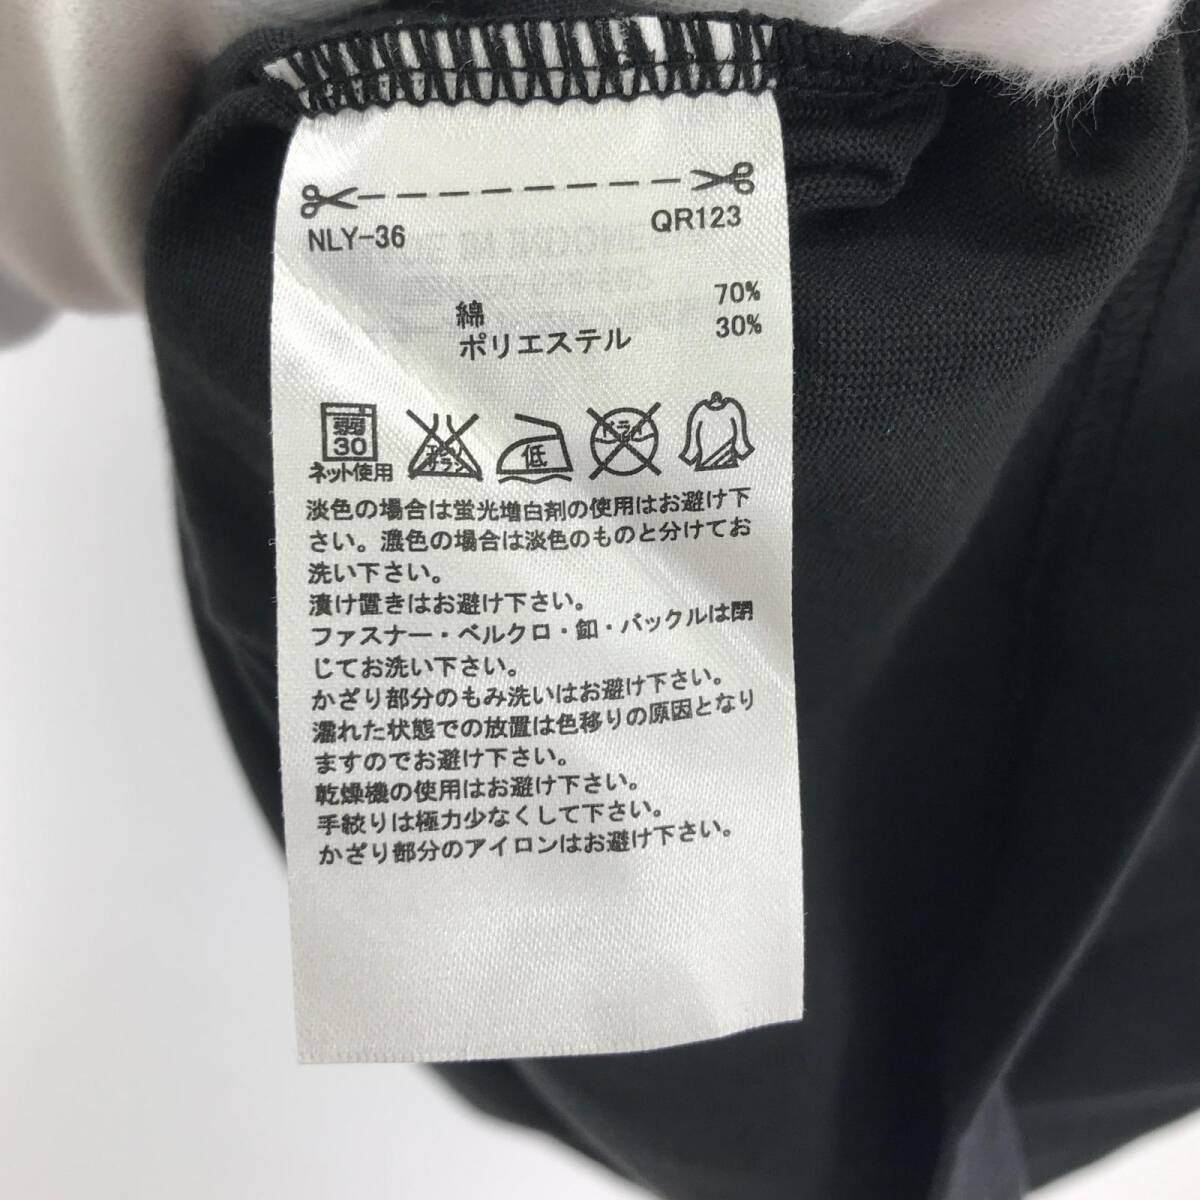 NLY-36 QR123
綿 70%
ポリエステル 30%
弱
30
ネット使用
エンソ
サラシ
低
ドライ
淡色の場合は蛍光増白剤の使用はお避け下
さい。濃色の場合は淡色のものと分けてお
洗い下さい。
漬け置きはお避け下さい。
ファスナー・ベルクロ・釦・バックルは閉
じてお洗い下さい。
かざり部分のもみ洗いはお避け下さい。
濡れた状態での放置は色移りの原因となり
ますのでお避け下さい。
乾燥機の使用はお避け下さい。
手絞りは極力少なくして下さい。
かざり部分のアイロンはお避け下さい。